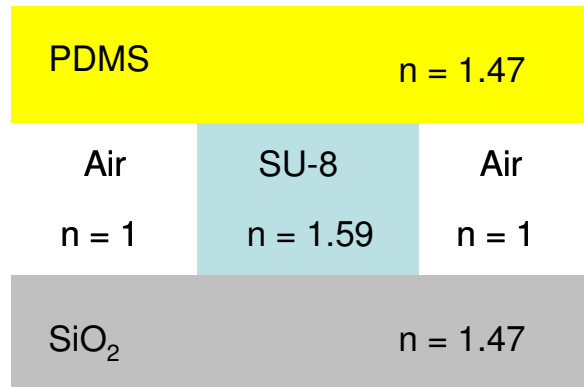 PDMS n = 1.47
Air SU-8 Air
n = 1 n = 1.59 n = 1
SiO₂ n = 1.47